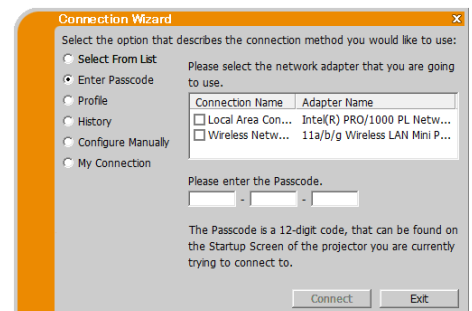 Connection Wizard
x
Select the option that describes the connection method you would like to use:
Select From List
Enter Passcode
Profile
History
Configure Manually
My Connection
Please select the network adapter that you are going
to use.
Connection Name Adapter Name
Local Area Con... Intel(R) PRO/1000 PL Netw...
Wireless Netw... 11a/b/g Wireless LAN Mini P...
Please enter the Passcode.
- -
The Passcode is a 12-digit code, that can be found on
the Startup Screen of the projector you are currently
trying to connect to.
Connect Exit